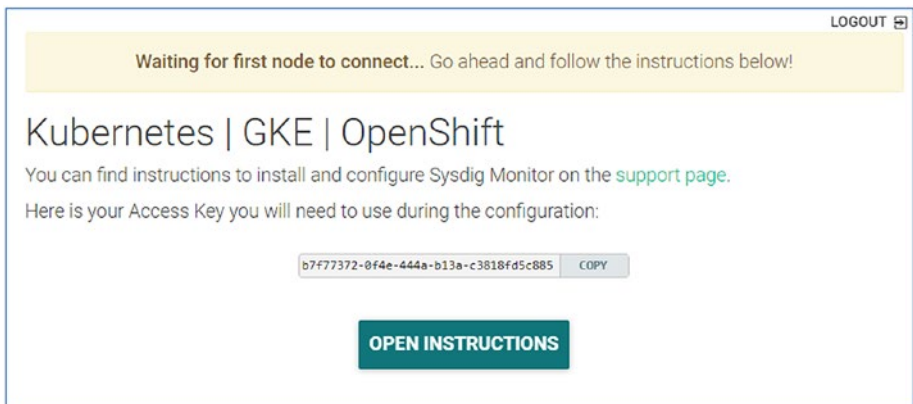 LOGOUT
Waiting for first node to connect... Go ahead and follow the instructions below!
Kubernetes | GKE | OpenShift
You can find instructions to install and configure Sysdig Monitor on the support page.
Here is your Access Key you will need to use during the configuration:
b7f77372-0f4e-444a-b13a-c3818fd5c885 COPY
OPEN INSTRUCTIONS